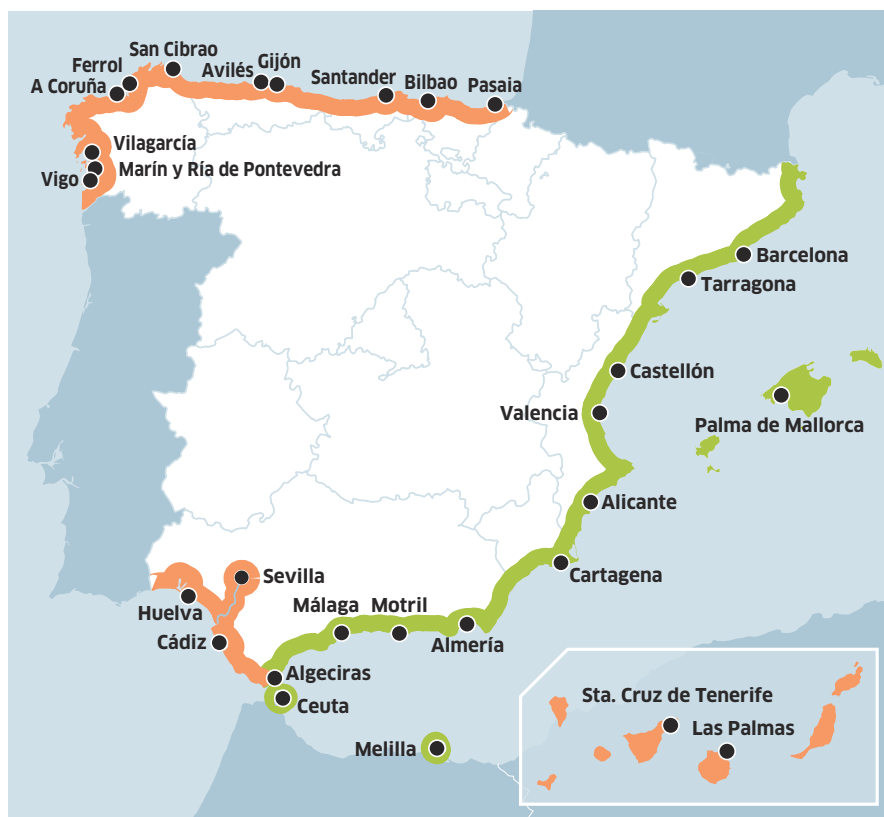 San Cibrao
Ferrol
A Coruña
Avilés
Gijón
Santander
Bilbao
Pasaia
Vilagarcía
Marín y Ría de Pontevedra
Vigo
Barcelona
Tarragona
Castellón
Valencia
Palma de Mallorca
Alicante
Cartagena
Sevilla
Huelva
Málaga
Motril
Almería
Cádiz
Algeciras
Ceuta
Melilla
Sta. Cruz de Tenerife
Las Palmas